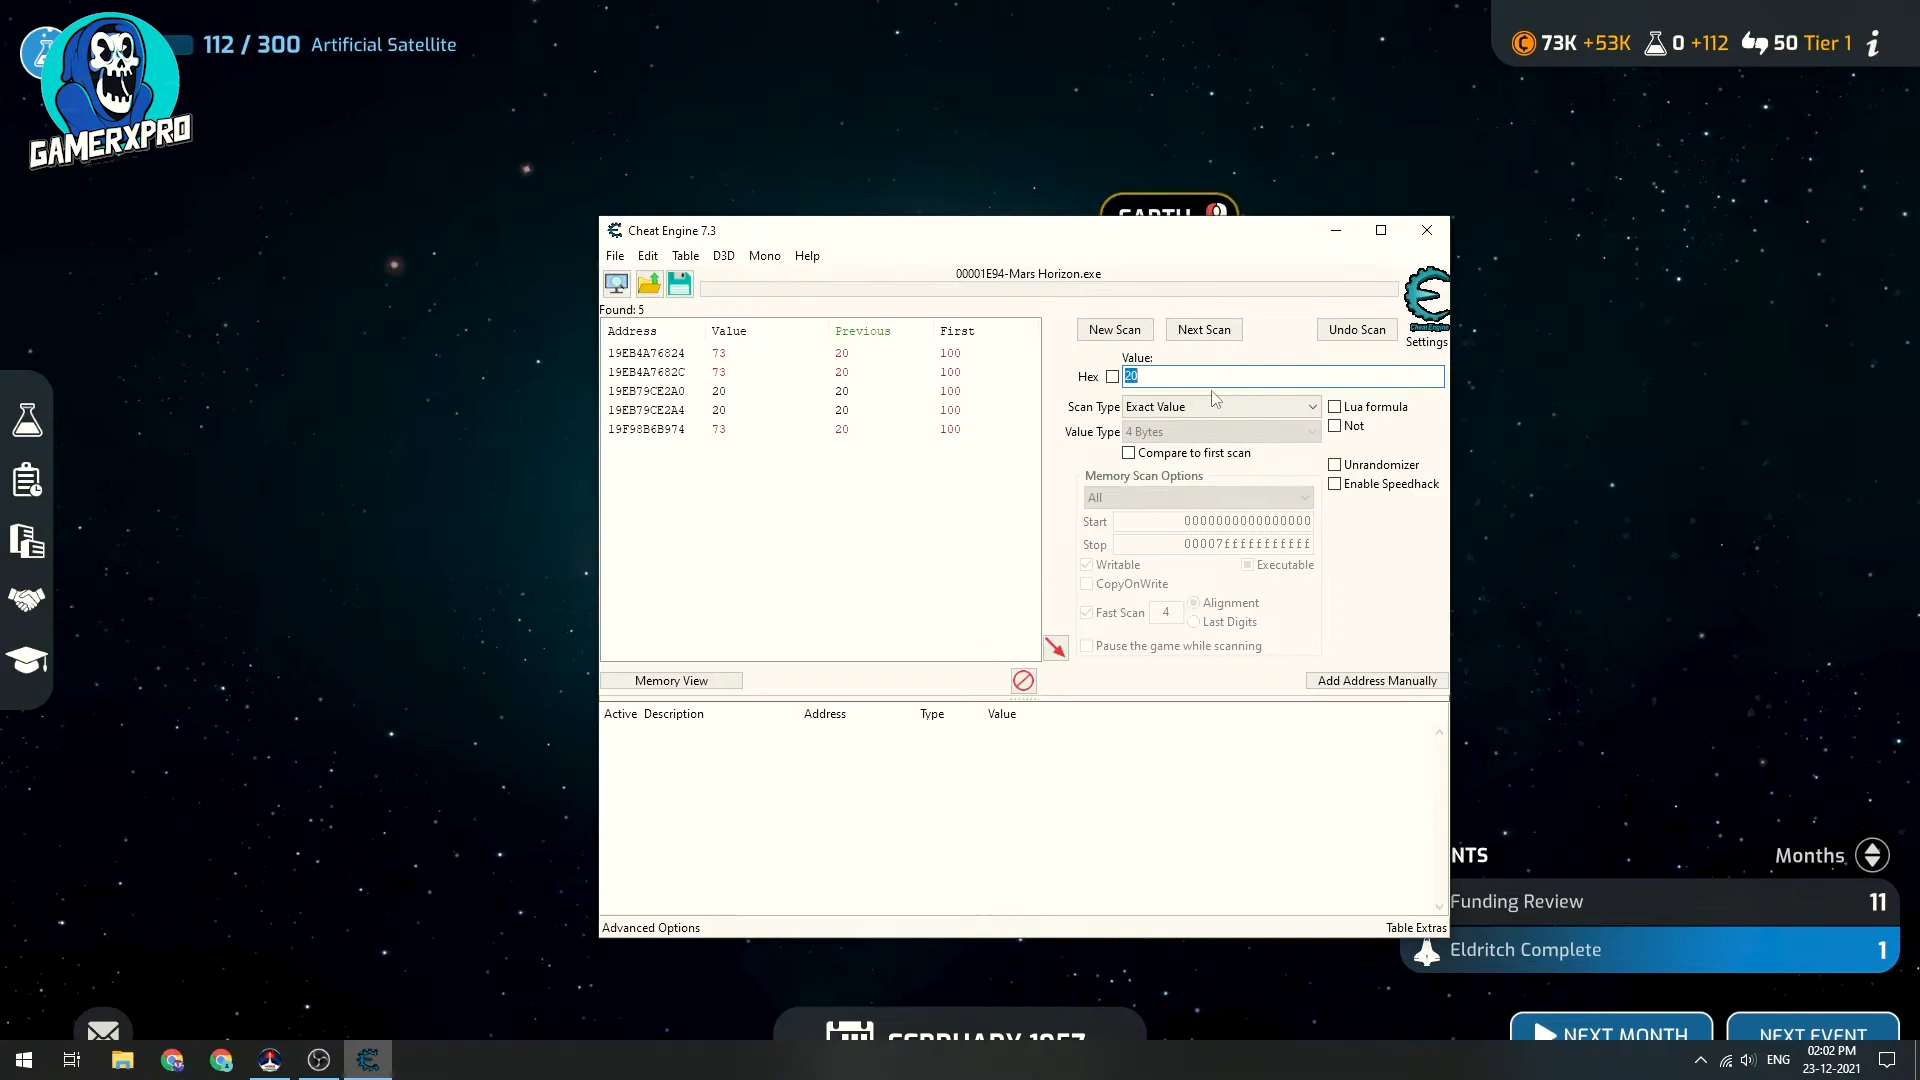 112 / 300 Artificial Satellite
GAMERXPRO
73K +53K 0 +112 50 Tier 1
Cheat Engine 7.3
File Edit Table D3D Mono Help
00001E94-Mars Horizon.exe
Found: 5
Cheat Engine
Settings
Address Value Previous First
19EB4A76824 73 20 100
19EB4A7682C 73 20 100
19EB79CE2A0 20 20 100
19EB79CE2A4 20 20 100
19F98B6B974 73 20 100
New Scan Next Scan Undo Scan
Value:
Hex 20
Scan Type Exact Value Lua formula
Value Type 4 Bytes Not
Compare to first scan
Memory Scan Options
All
Unrandomizer
Enable Speedhack
Start 0000000000000000
Stop 00007fffffffffff
Writable Executable
CopyOnWrite
Fast Scan 4 Alignment
Last Digits
Pause the game while scanning
Memory View Add Address Manually
Active Description Address Type Value
Advanced Options Table Extras
NTS Months
Funding Review 11
Eldritch Complete 1
FEBRUARY 1957
NEXT MONTH NEXT EVENT
ENG 02:02 PM
23-12-2021